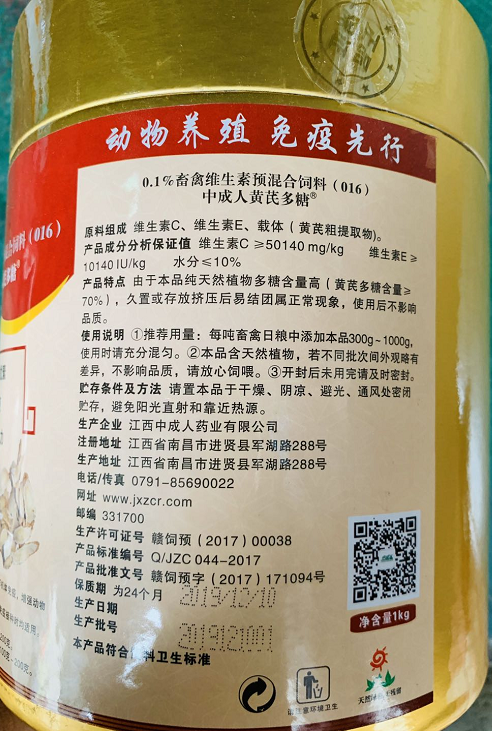 动物养殖 免疫先行
0.1%畜禽维生素预混合饲料（016）
中成人黄芪多糖®
原料组成 维生素C、维生素E、载体（黄芪粗提取物)。
产品成分分析保证值 维生素C ≥50140 mg/kg 维生素E ≥
10140 IU/kg 水分≤10%
产品特点 由于本品纯天然植物多糖含量高（黄芪多糖含量≥
70%），久置或存放挤压后易结团属正常现象，使用后不影响
品质。
使用说明 ①推荐用量：每吨畜禽日粮中添加本品300g~1000g,
使用时请充分混匀。②本品含天然植物，若不同批次间外观略有
差异，不影响品质，请放心饲喂。③开封后未用完请及时密封。
贮存条件及方法 请置本品于干燥、阴凉、避光、通风处密闭
贮存，避免阳光直射和靠近热源。
生产企业 江西中成人药业有限公司
注册地址 江西省南昌市进贤县军湖路288号
生产地址 江西省南昌市进贤县军湖路288号
电话/传真 0791-85690022
网址 www.jxzcr.com
邮编 331700
生产许可证号 赣饲预（2017）00038
产品标准编号 Q/JZC 044-2017
产品批准文号 赣饲预字（2017）171094号
保质期 为24个月
生产日期 2019/12/10
生产批号 2019121001
本产品符合饲料卫生标准
净含量1kg
（016）
多糖®